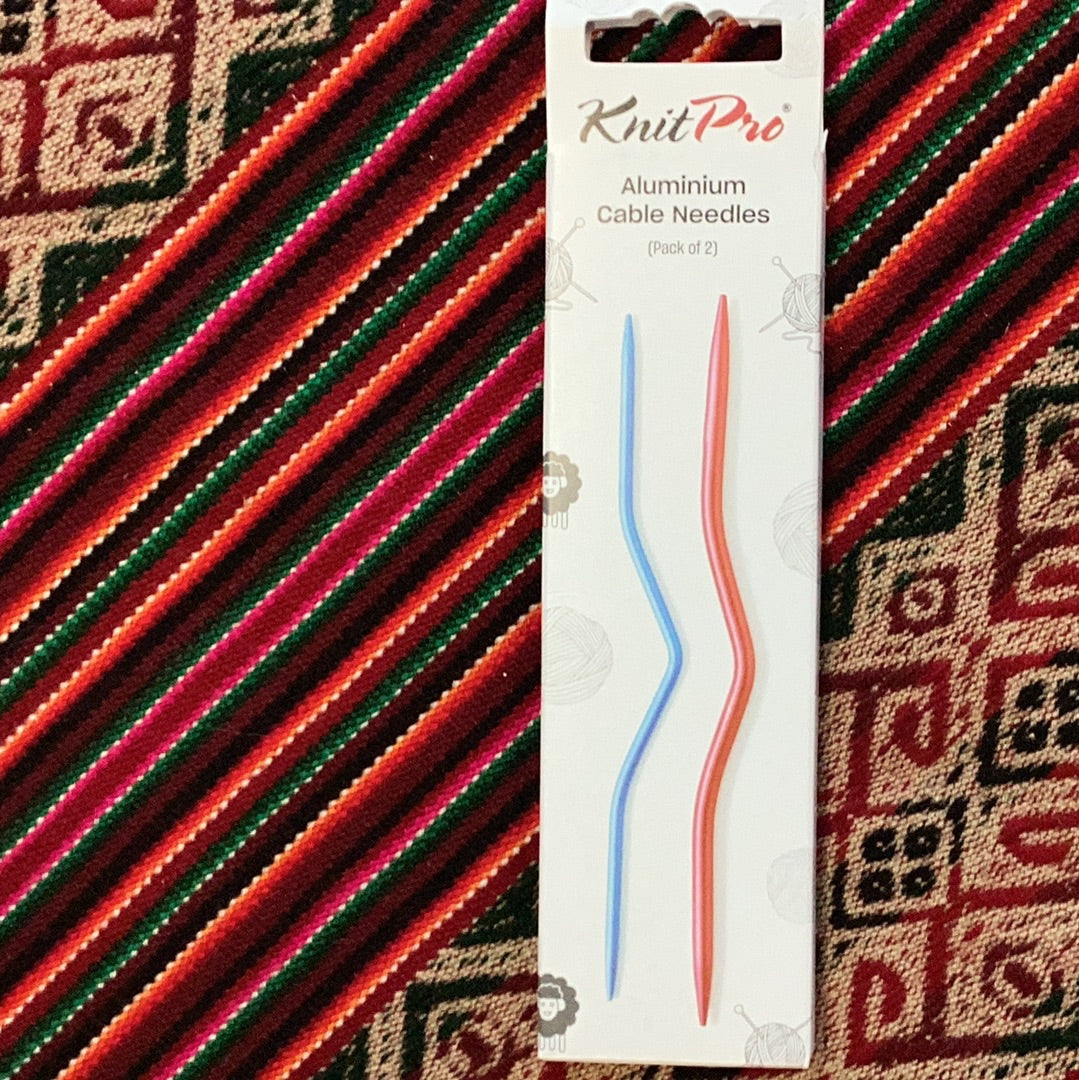 KnitPro®
Aluminium
Cable Needles
(Pack of 2)